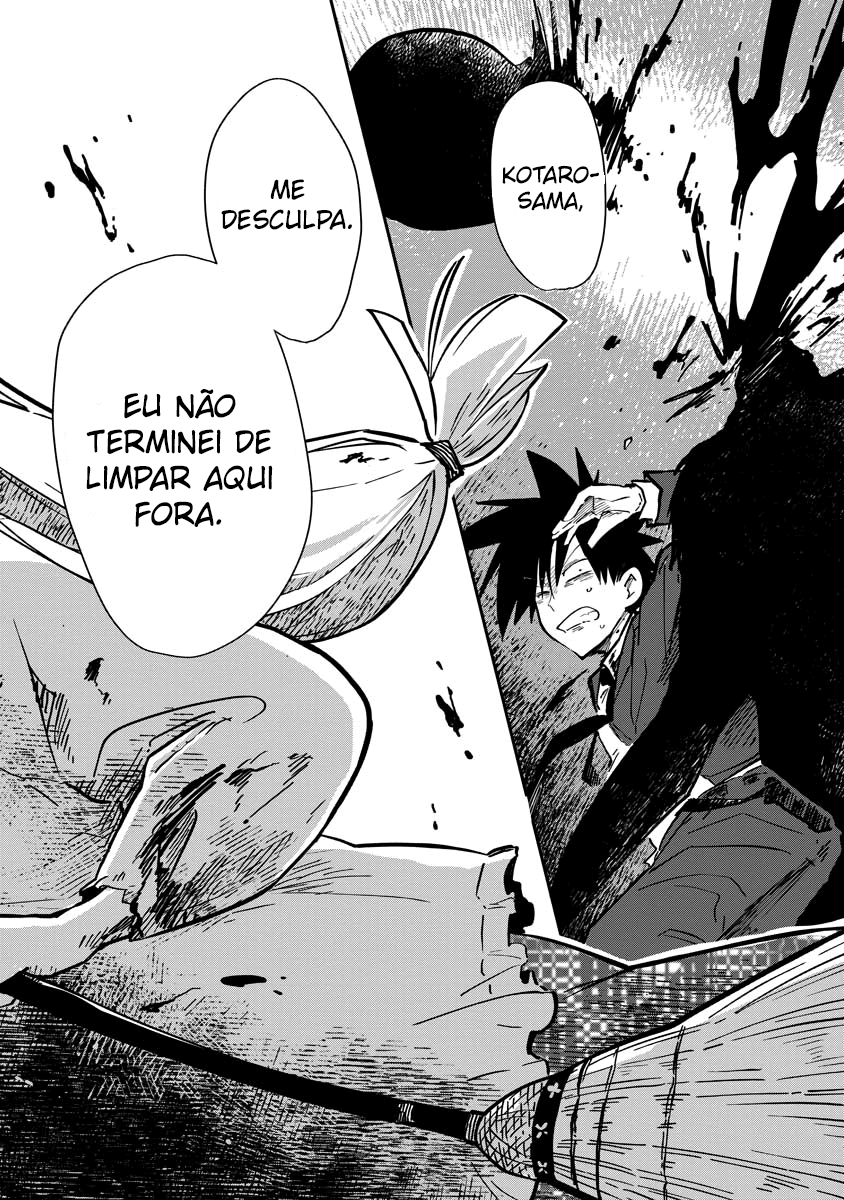 KOTARO-
SAMA,
ME
DESCULPA.
EU NÃO
TERMINEI DE
LIMPAR AQUI
FORA.